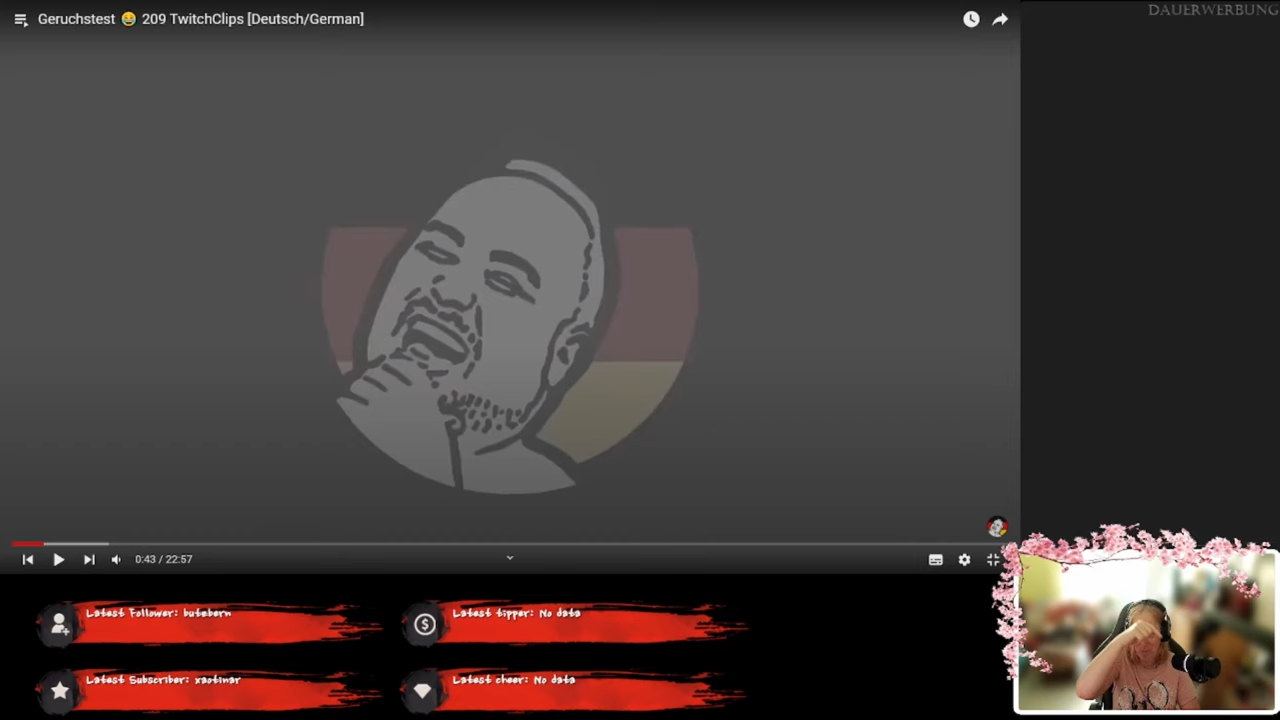 Geruchstest 😂 209 TwitchClips [Deutsch/German]
DAUERWERBUNG
0:43 / 22:57
Latest Follower: butebern
Latest tipper: No data
Latest Subscriber: xaotinar
Latest cheer: No data